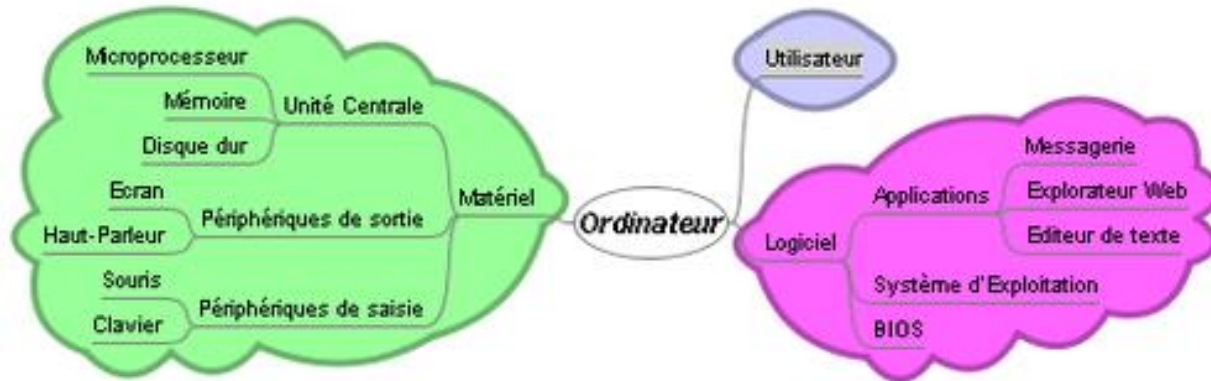 Microprocesseur
Mémoire
Disque dur
Unité Centrale
Ecran
Haut-Parleur
Périphériques de sortie
Souris
Clavier
Périphériques de saisie
Matériel
Ordinateur
Utilisateur
Logiciel
Applications
Messagerie
Explorateur Web
Editeur de texte
Système d'Exploitation
BIOS